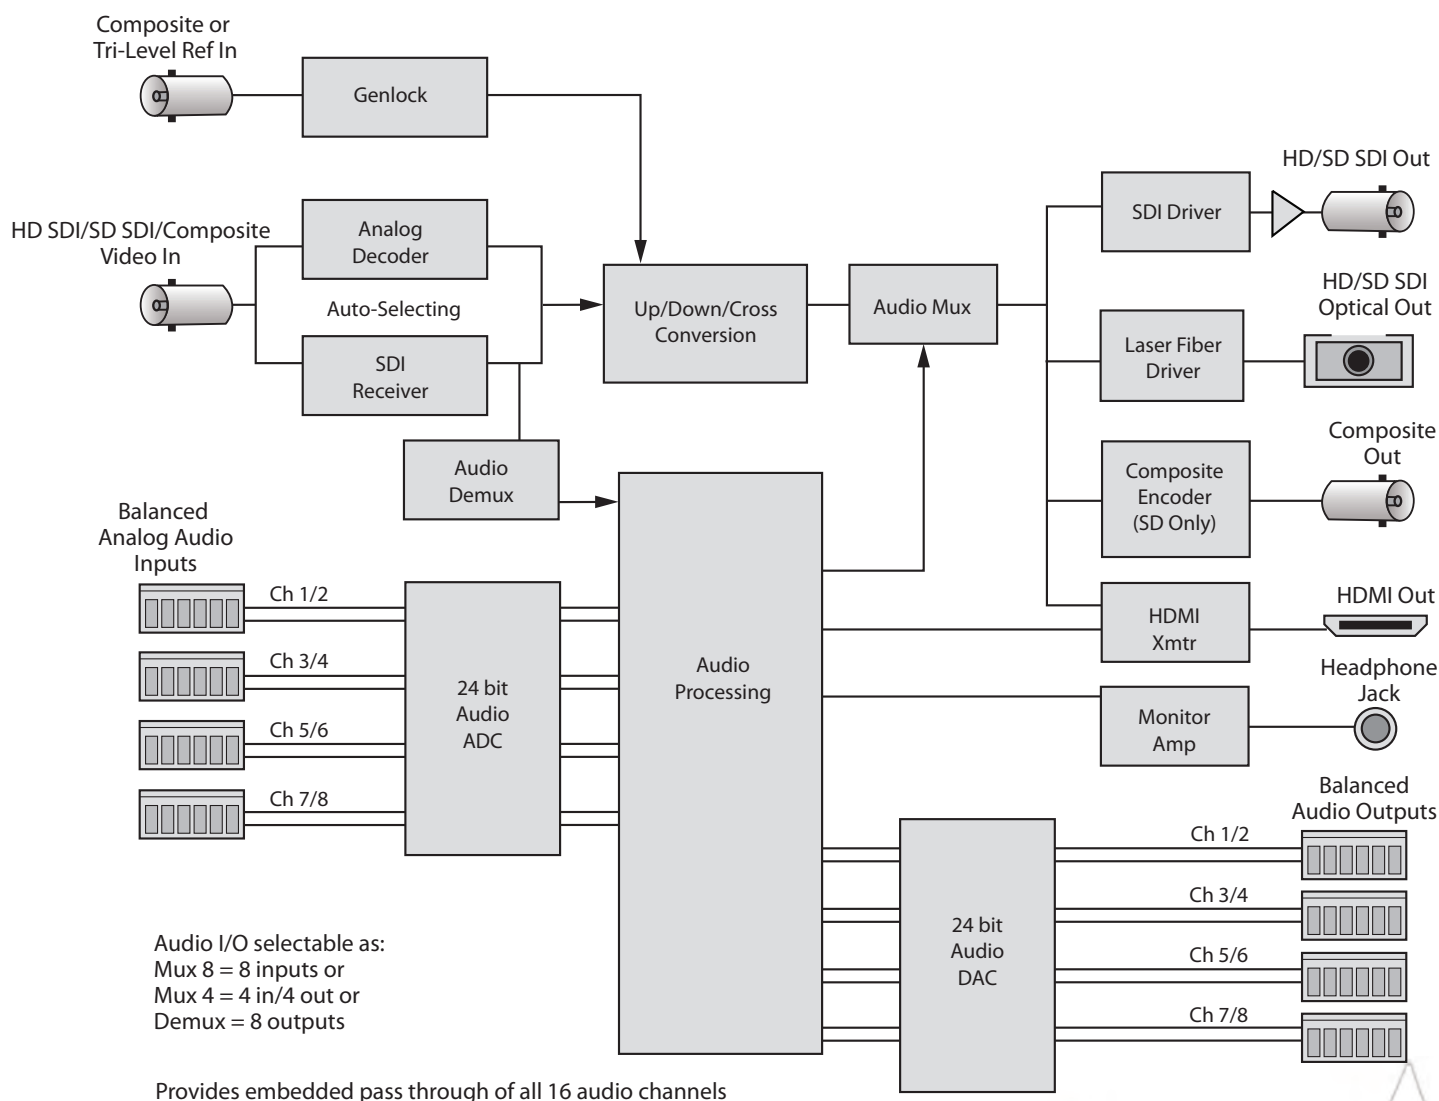 Composite or
Tri-Level Ref In
Genlock
HD SDI/SD SDI/Composite
Video In
Analog
Decoder
Auto-Selecting
SDI
Receiver
Up/Down/Cross
Conversion
Audio Mux
SDI Driver
HD/SD SDI Out
Laser Fiber
Driver
HD/SD SDI
Optical Out
Composite
Encoder
(SD Only)
Composite
Out
HDMI
Xmtr
HDMI Out
Monitor
Amp
Headphone
Jack
Audio
Demux
Balanced
Analog Audio
Inputs
Ch 1/2
Ch 3/4
Ch 5/6
Ch 7/8
24 bit
Audio
ADC
Audio
Processing
24 bit
Audio
DAC
Balanced
Audio Outputs
Ch 1/2
Ch 3/4
Ch 5/6
Ch 7/8
Audio I/O selectable as:
Mux 8 = 8 inputs or
Mux 4 = 4 in/4 out or
Demux = 8 outputs
Provides embedded pass through of all 16 audio channels